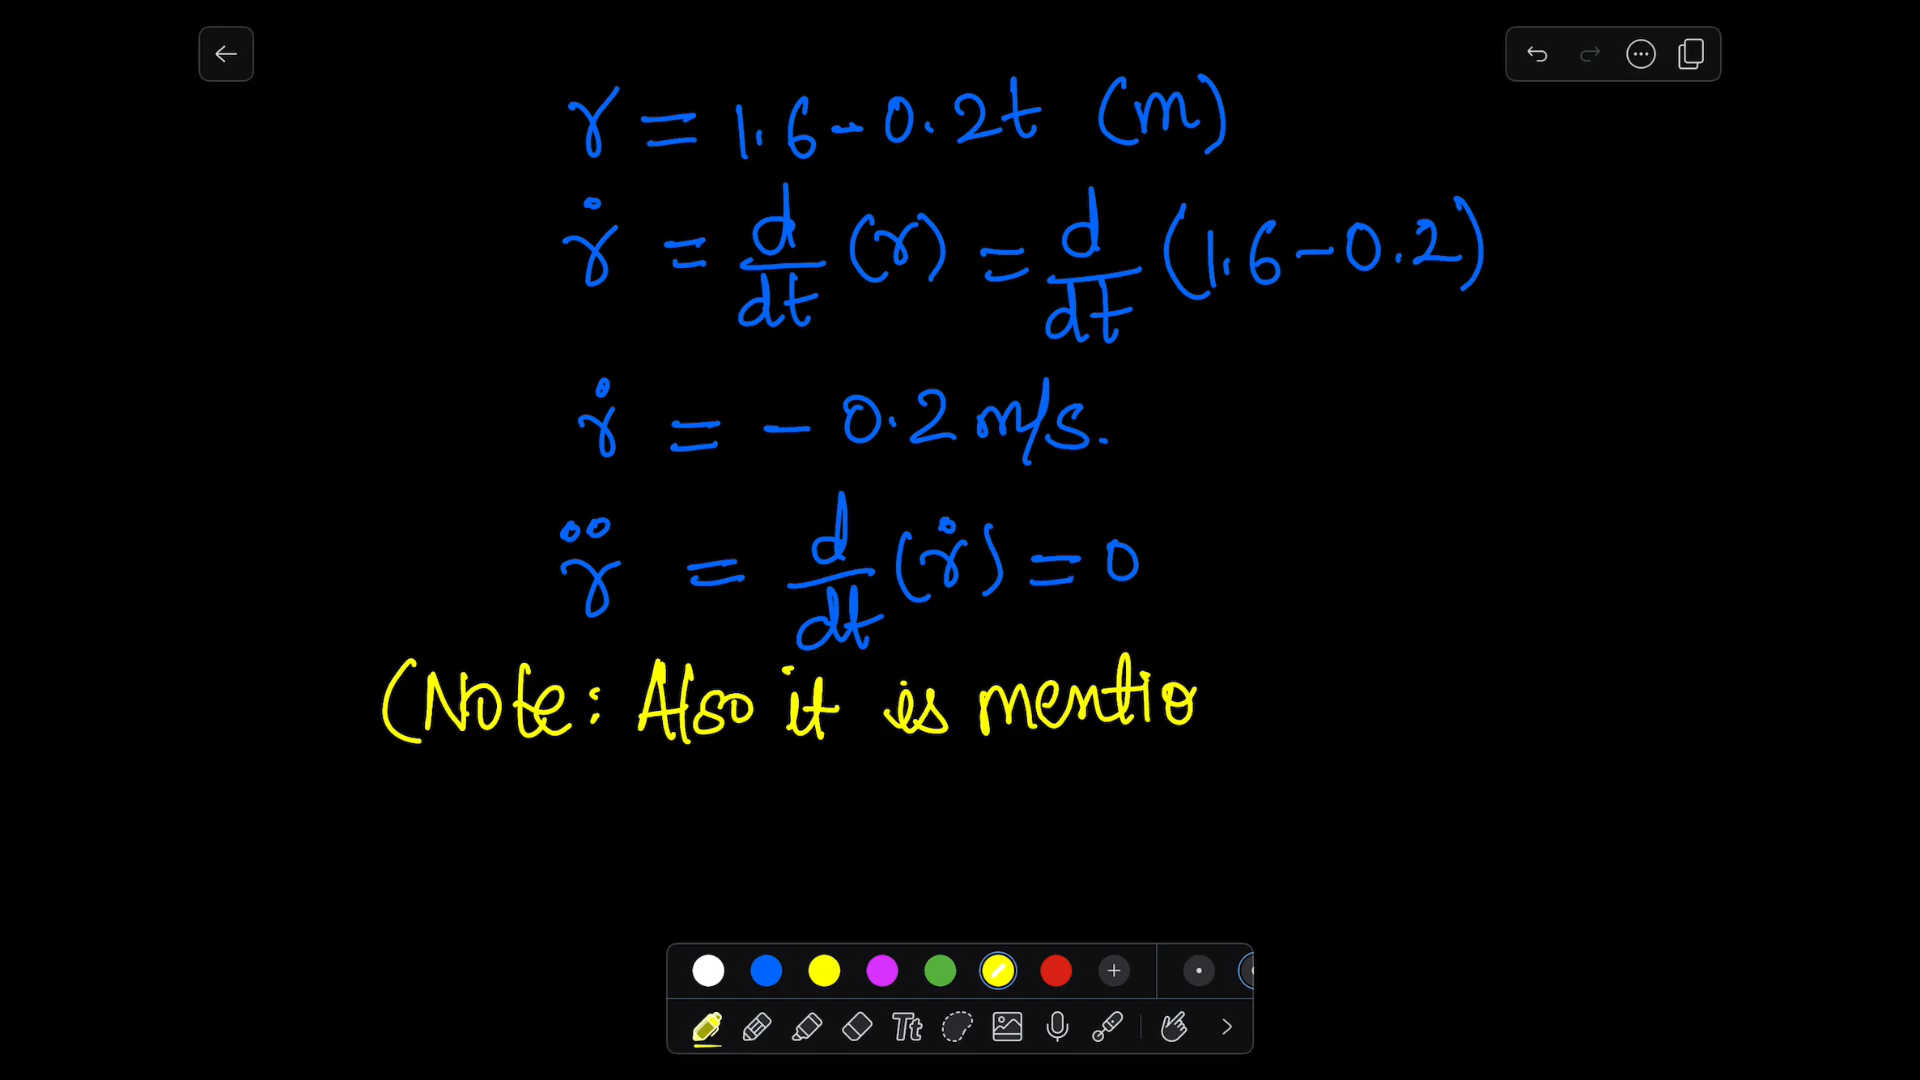 r = 1.6 - 0.2t (m)
ṙ = d/dt (r) = d/dt (1.6 - 0.2)
ṙ = - 0.2 m/s.
r̈ = d/dt (ṙ) = 0
(Note: Also it is mentio
Tt